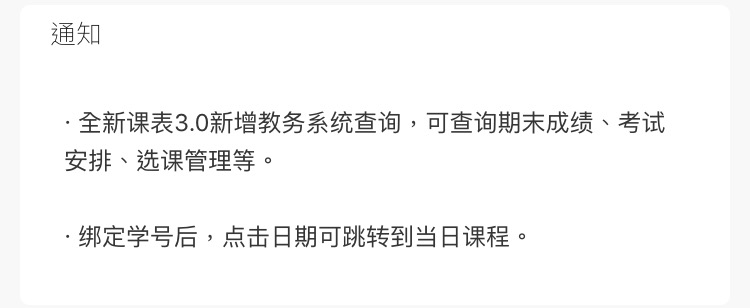 通知
· 全新课表3.0新增教务系统查询，可查询期末成绩、考试
安排、选课管理等。
· 绑定学号后，点击日期可跳转到当日课程。